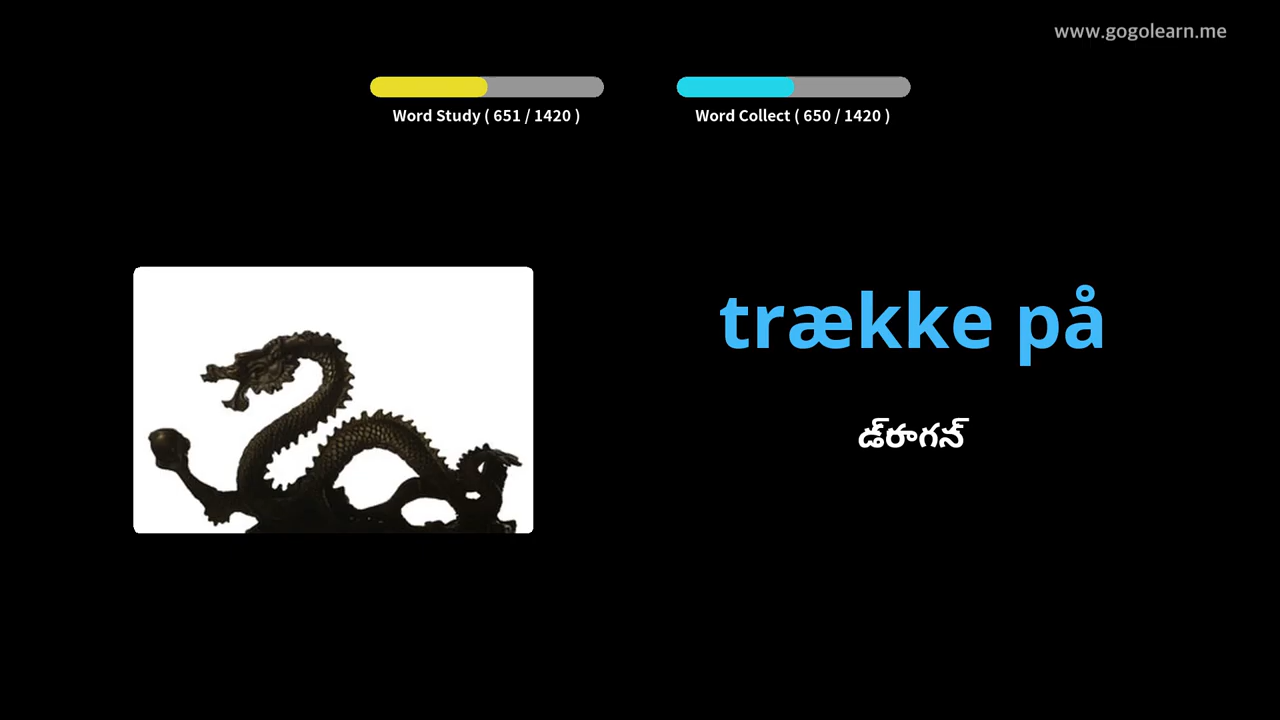 www.gogolearn.me
Word Study ( 651 / 1420 )
Word Collect ( 650 / 1420 )
trække på
డ్రాగన్